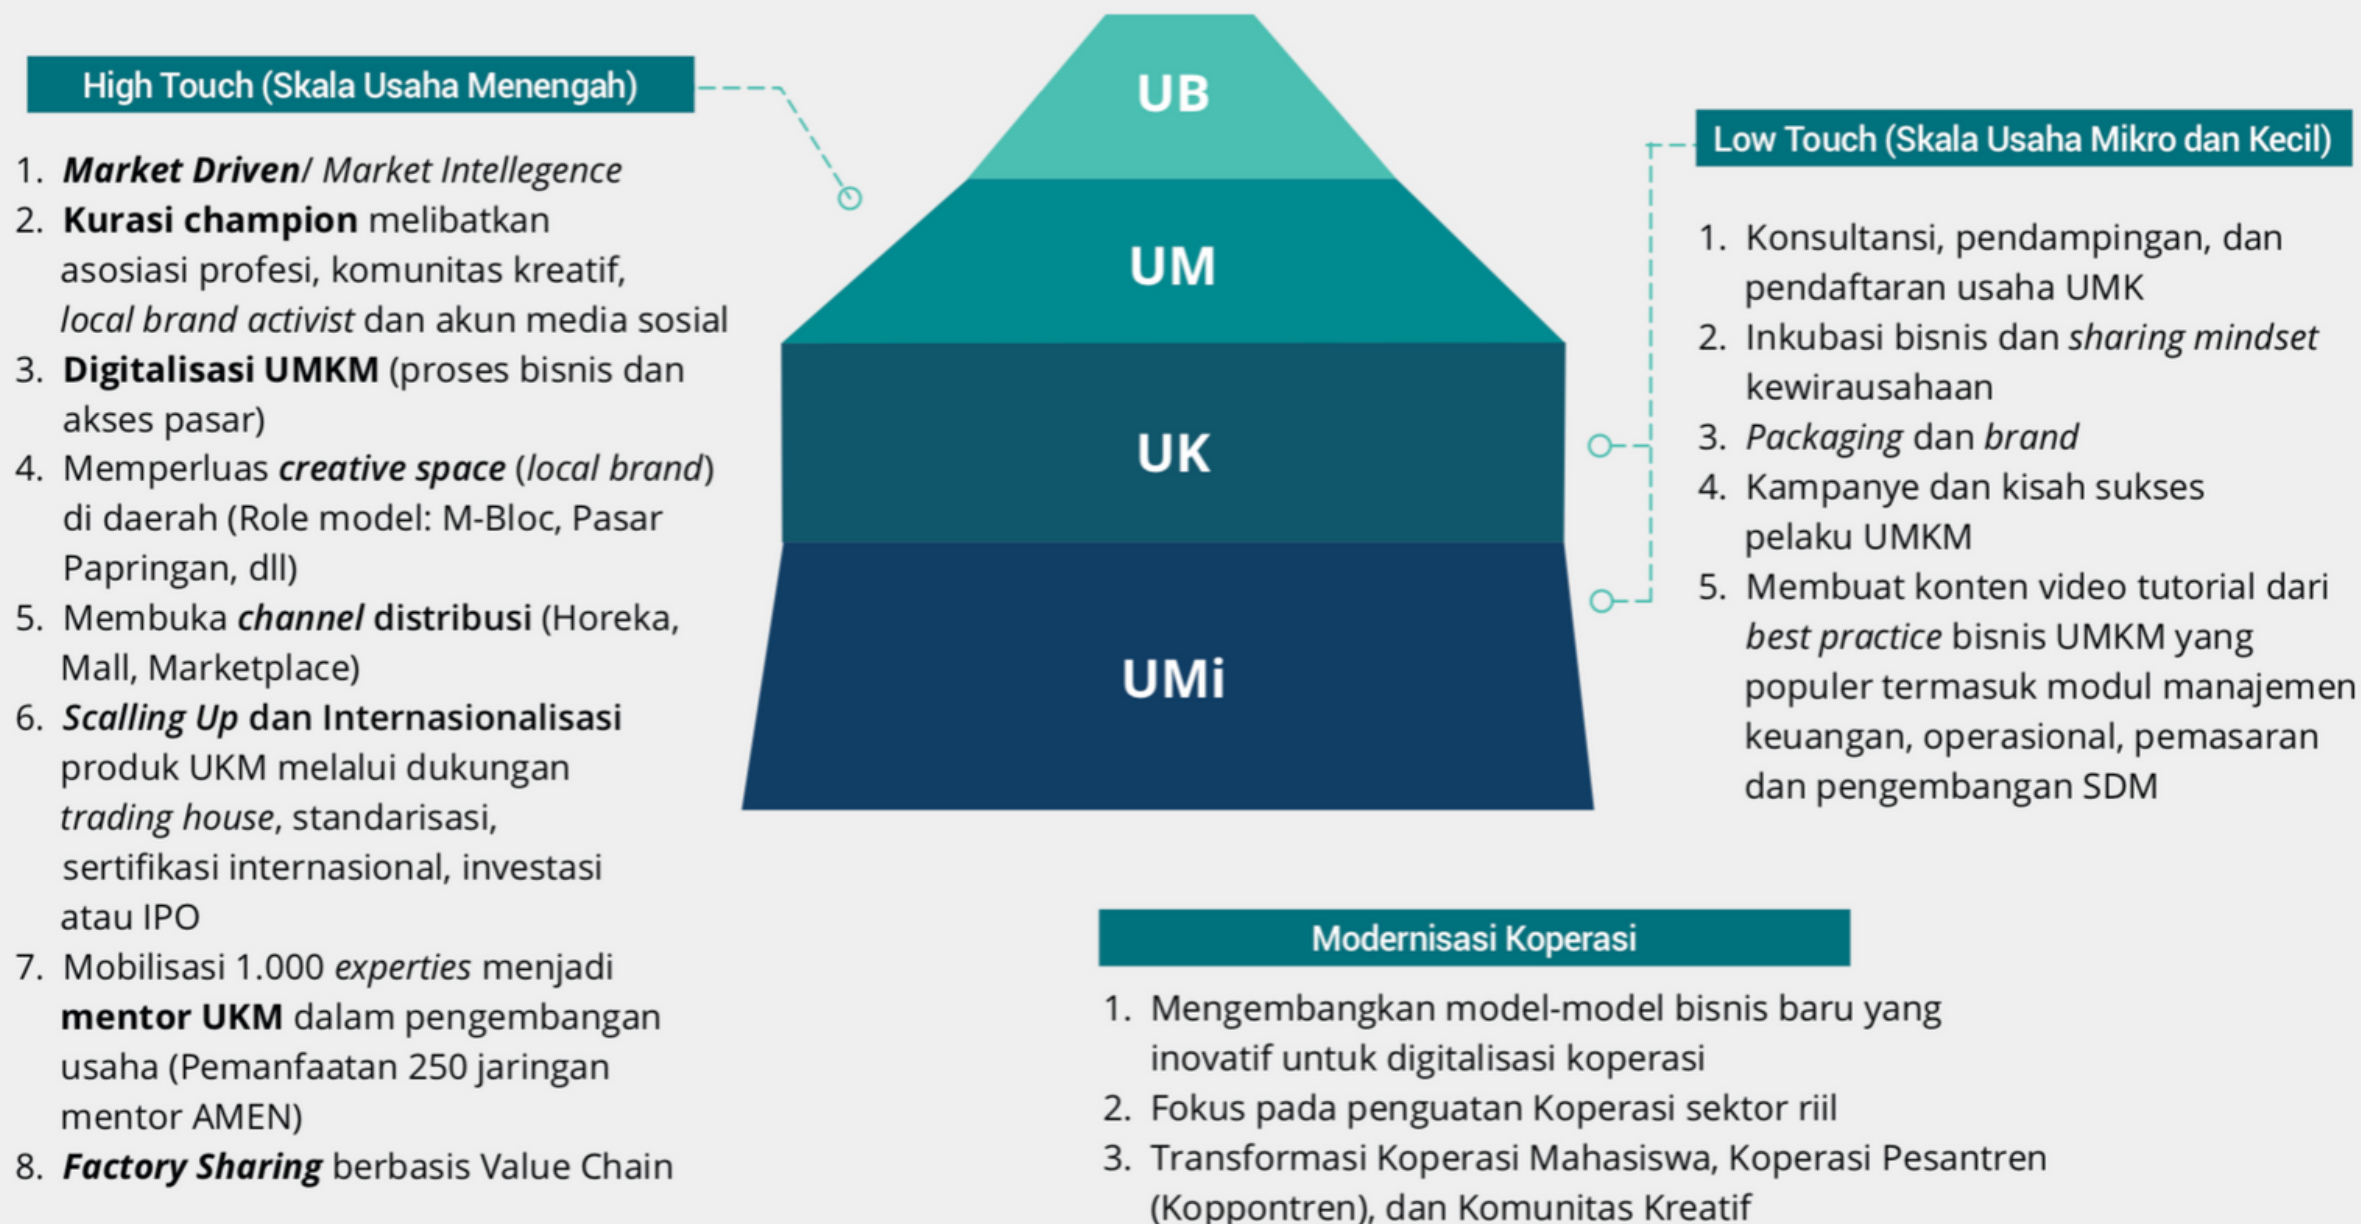 High Touch (Skala Usaha Menengah)
1. Market Driven/ Market Intellegence
2. Kurasi champion melibatkan
asosiasi profesi, komunitas kreatif,
local brand activist dan akun media sosial
3. Digitalisasi UMKM (proses bisnis dan
akses pasar)
4. Memperluas creative space (local brand)
di daerah (Role model: M-Bloc, Pasar
Papringan, dll)
5. Membuka channel distribusi (Horeka,
Mall, Marketplace)
6. Scalling Up dan Internasionalisasi
produk UKM melalui dukungan
trading house, standarisasi,
sertifikasi internasional, investasi
atau IPO
7. Mobilisasi 1.000 experties menjadi
mentor UKM dalam pengembangan
usaha (Pemanfaatan 250 jaringan
mentor AMEN)
8. Factory Sharing berbasis Value Chain
UB
UM
UK
UMi
Low Touch (Skala Usaha Mikro dan Kecil)
1. Konsultansi, pendampingan, dan
pendaftaran usaha UMK
2. Inkubasi bisnis dan sharing mindset
kewirausahaan
3. Packaging dan brand
4. Kampanye dan kisah sukses
pelaku UMKM
5. Membuat konten video tutorial dari
best practice bisnis UMKM yang
populer termasuk modul manajemen
keuangan, operasional, pemasaran
dan pengembangan SDM
Modernisasi Koperasi
1. Mengembangkan model-model bisnis baru yang
inovatif untuk digitalisasi koperasi
2. Fokus pada penguatan Koperasi sektor riil
3. Transformasi Koperasi Mahasiswa, Koperasi Pesantren
(Koppontren), dan Komunitas Kreatif